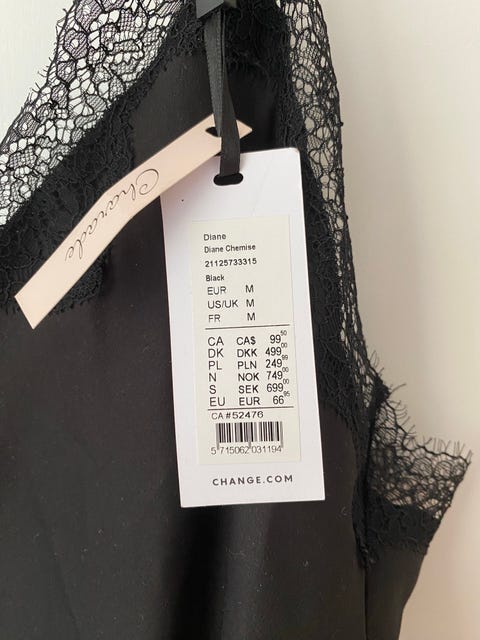 Charade
Diane
Diane Chemise
21125733315
Black
EUR M
US/UK M
FR M
CA CA$ 99 50
DK DKK 499 00
PL PLN 249 99
N NOK 749 00
S SEK 699 00
EU EUR 66 95
CA#52476
5 715062 031194
CHANGE.COM